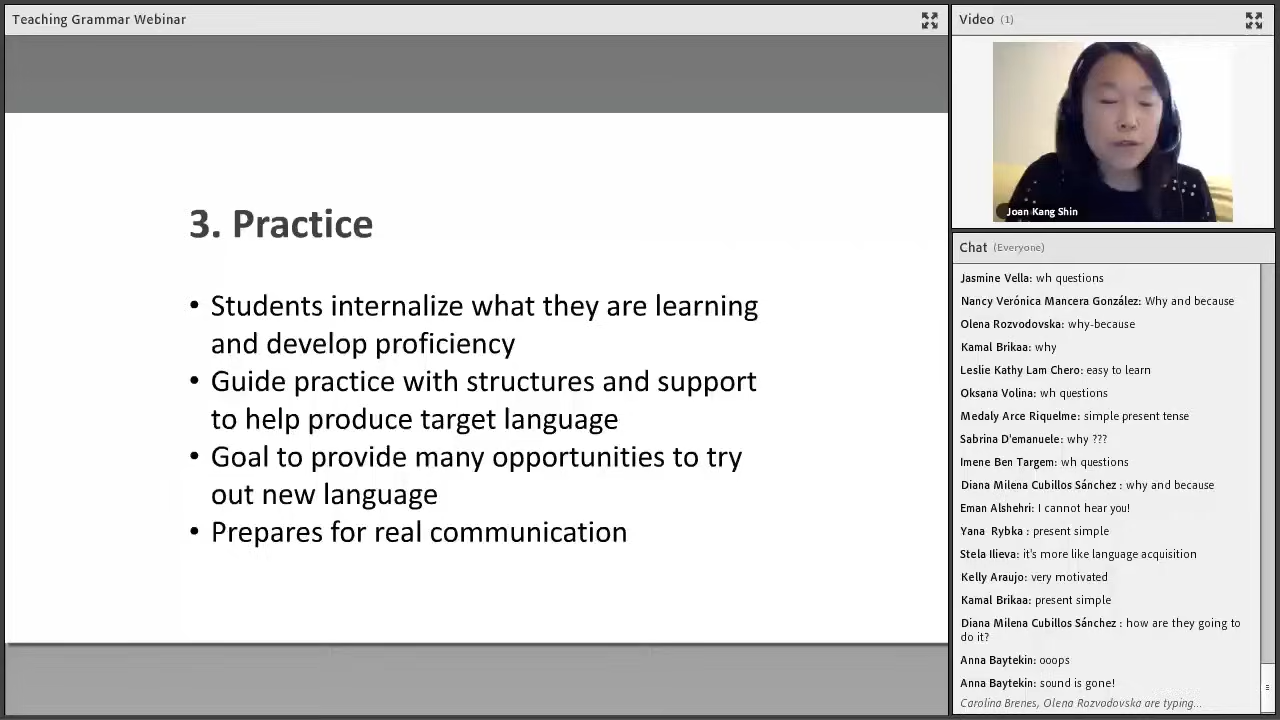 Teaching Grammar Webinar
3. Practice
• Students internalize what they are learning
and develop proficiency
• Guide practice with structures and support
to help produce target language
• Goal to provide many opportunities to try
out new language
• Prepares for real communication
Video (1)
Joan Kang Shin
Chat (Everyone)
Jasmine Vella: wh questions
Nancy Verónica Mancera González: Why and because
Olena Rozvodovska: why-because
Kamal Brikaa: why
Leslie Kathy Lam Chero: easy to learn
Oksana Volina: wh questions
Medaly Arce Riquelme: simple present tense
Sabrina D'emanuele: why ???
Imene Ben Targem: wh questions
Diana Milena Cubillos Sánchez : why and because
Eman Alshehri: I cannot hear you!
Yana Rybka : present simple
Stela Ilieva: it's more like language acquisition
Kelly Araujo: very motivated
Kamal Brikaa: present simple
Diana Milena Cubillos Sánchez : how are they going to
do it?
Anna Baytekin: ooops
Anna Baytekin: sound is gone!
Carolina Brenes, Olena Rozvodovska are typing...